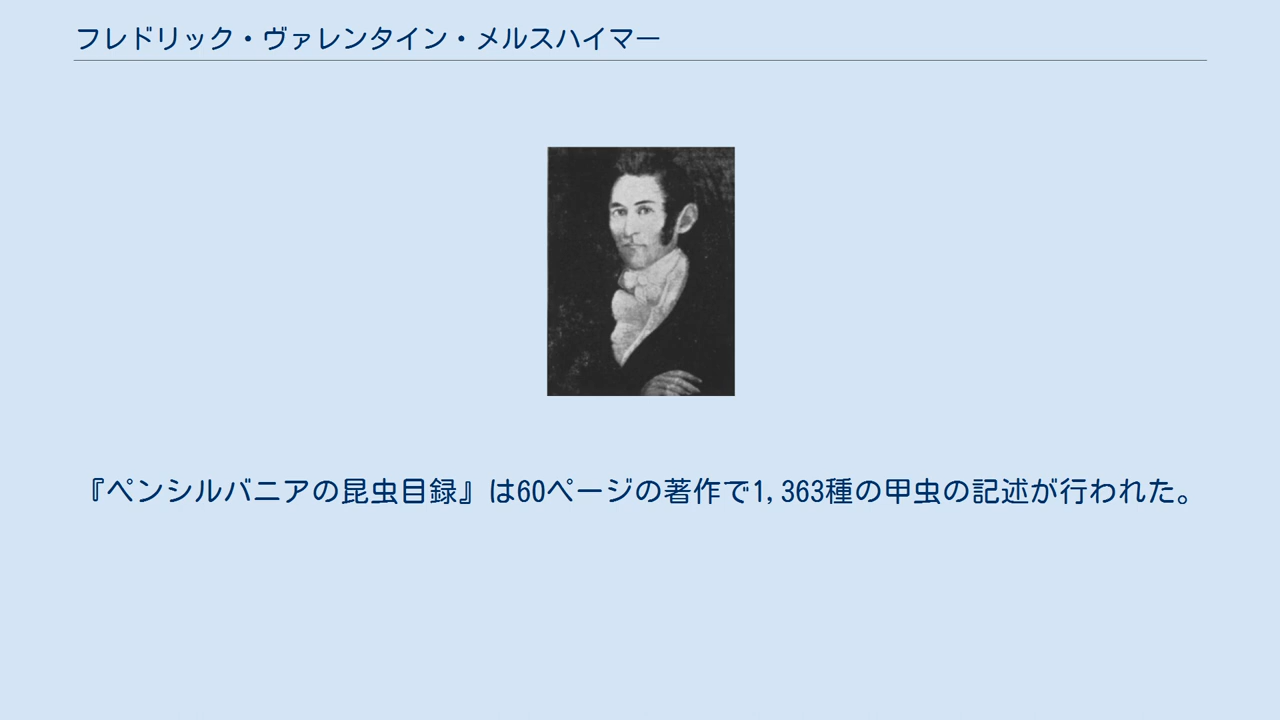 フレドリック・ヴァレンタイン・メルスハイマー
『ペンシルバニアの昆虫目録』は60ページの著作で1,363種の甲虫の記述が行われた。